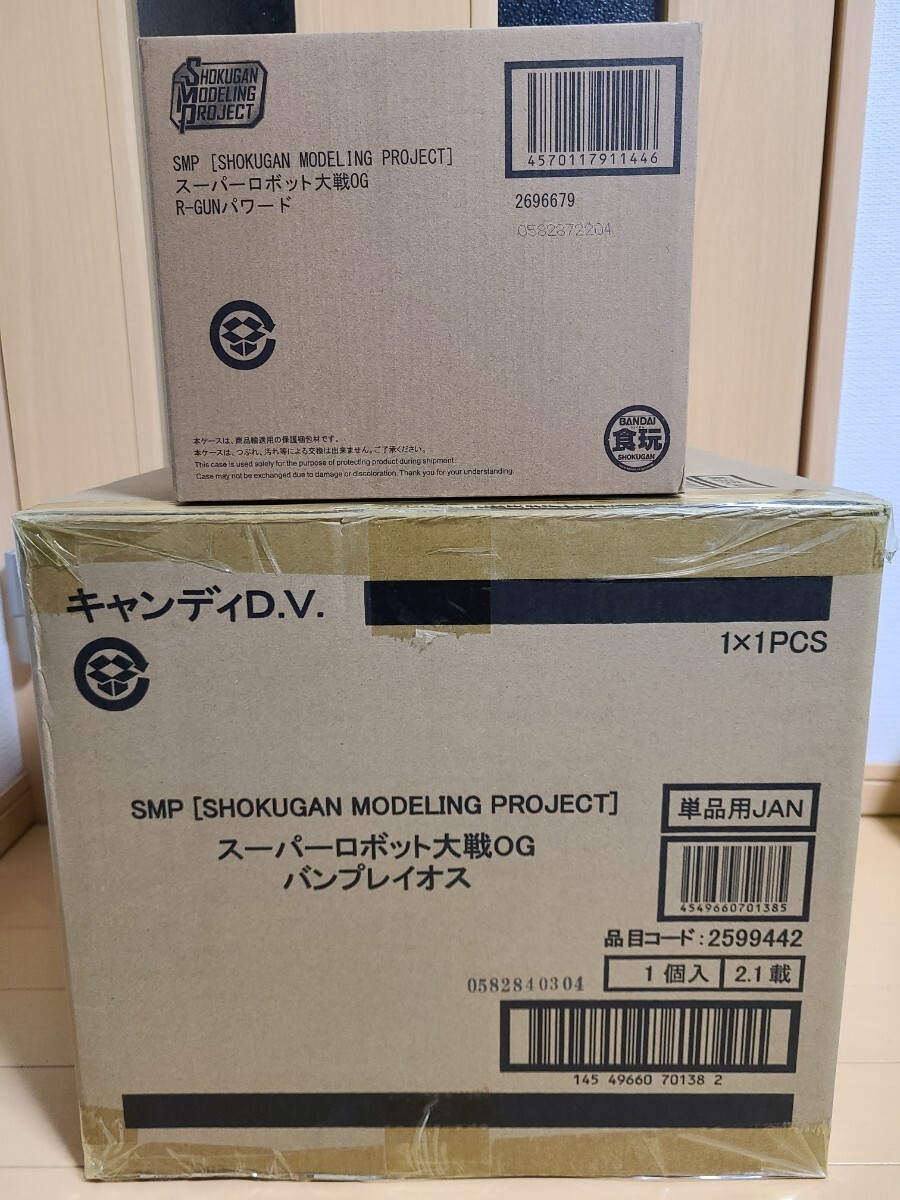 SHOKUGAN
MODELING
PROJECT
SMP [SHOKUGAN MODELING PROJECT]
スーパーロボット大戦OG
R-GUNパワード
4570117911446
2696679
0582872204
本ケースは、商品輸送用の保護梱包材です。
本ケースは、つぶれ、汚れ等による交換は出来ません。ご了承ください。
This case is used solely for the purpose of protecting product during shipment.
Case may not be exchanged due to damage or discoloration. Thank you for your understanding.
BANDAI
食玩
SHOKUGAN
キャンディD.V.
1×1PCS
SMP [SHOKUGAN MODELING PROJECT]
スーパーロボット大戦OG
バンプレイオス
単品用JAN
4549660701385
品目コード:2599442
1個入 2.1載
0582840304
145 49660 70138 2